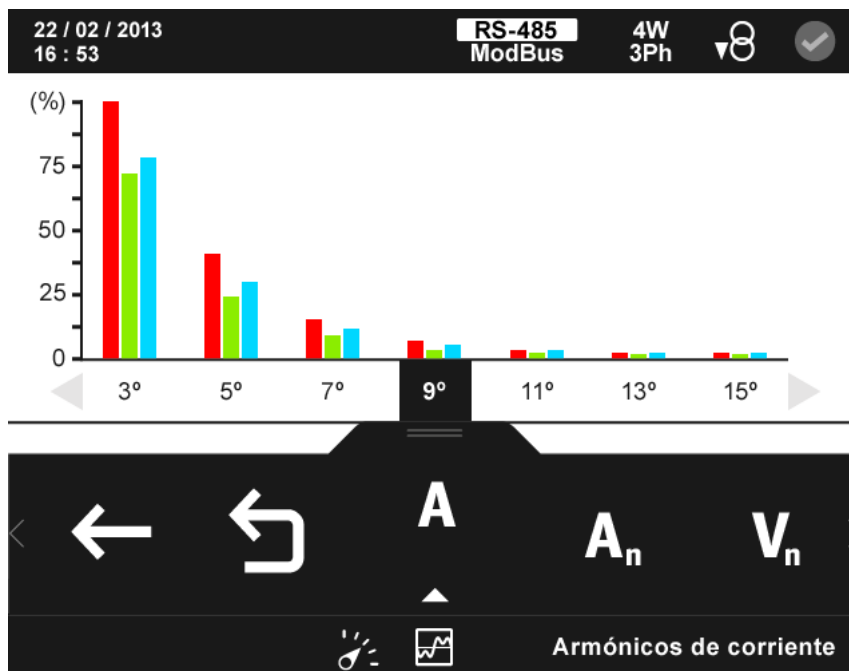 22 / 02 / 2013
16 : 53
RS-485
ModBus
4W
3Ph
(%)
75
50
25
0
3º 5º 7º 9º 11º 13º 15º
A
An
Vn
Armónicos de corriente